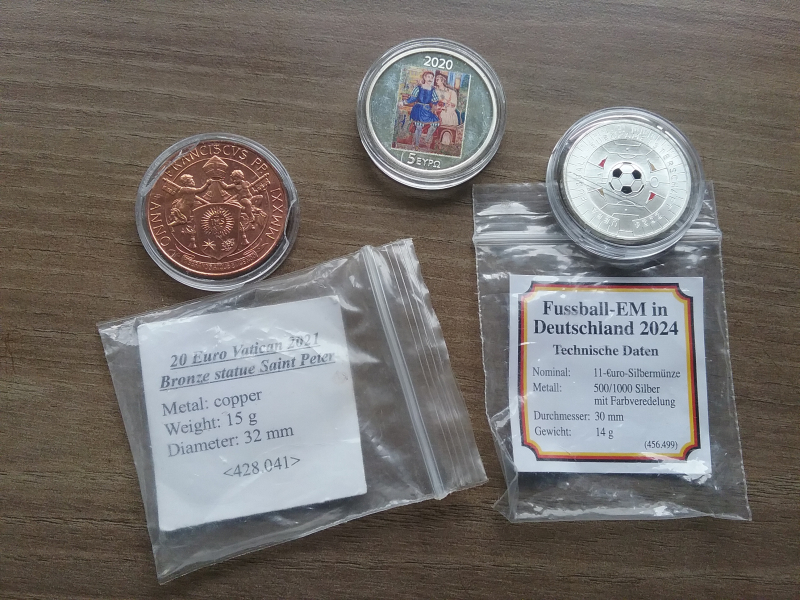 2020
5 ΕΥΡΩ
FRANCISCVS
MMXXI
20 Euro Vatican 2021
Bronze statue Saint Peter
Metal: copper
Weight: 15 g
Diameter: 32 mm
<428.041>
Fussball-EM in
Deutschland 2024
Technische Daten
Nominal: 11-€uro-Silbermünze
Metall: 500/1000 Silber
mit Farbveredelung
Durchmesser: 30 mm
Gewicht: 14 g
(456.499)